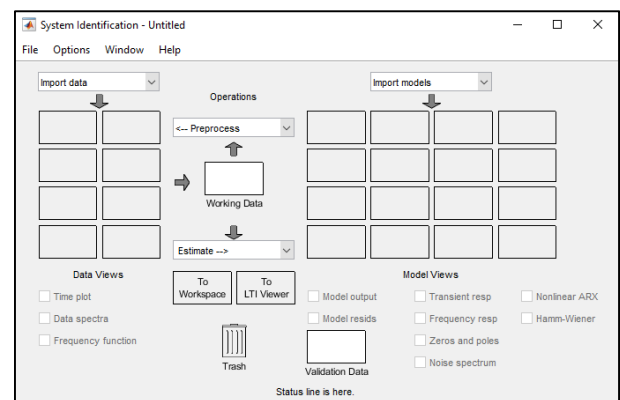 System Identification - Untitled
File Options Window Help
Import data
Import models
Operations
<-- Preprocess
Working Data
Estimate -->
Data Views
Time plot
Data spectra
Frequency function
To Workspace
To LTI Viewer
Trash
Model Views
Model output
Model resids
Transient resp
Frequency resp
Zeros and poles
Noise spectrum
Nonlinear ARX
Hamm-Wiener
Validation Data
Status line is here.